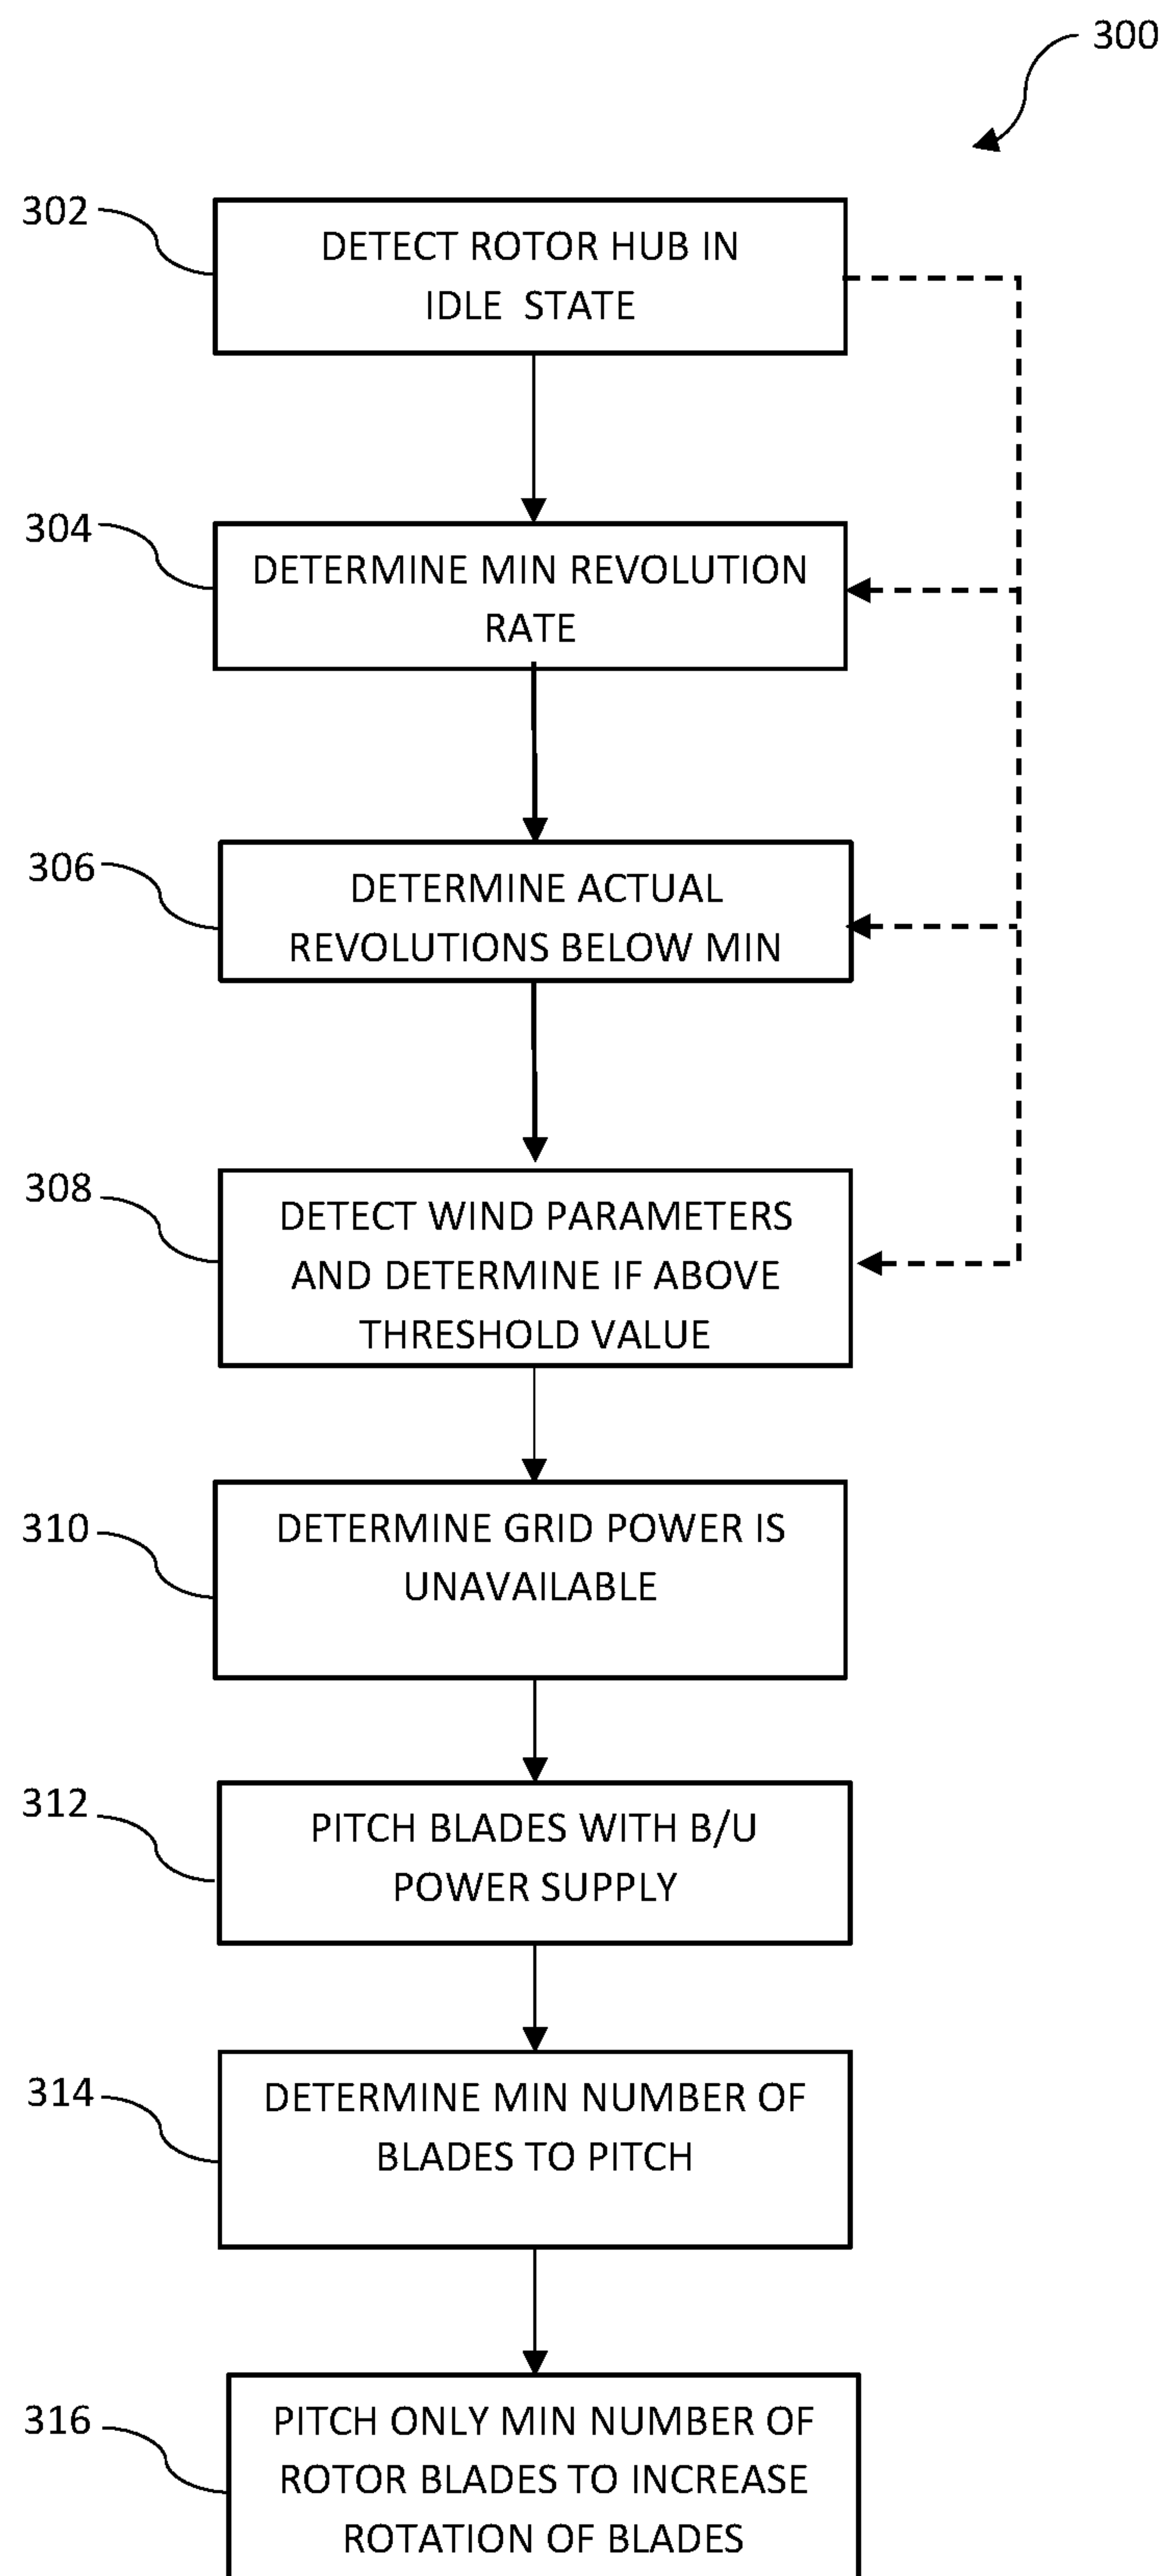 300
302
DETECT ROTOR HUB IN
IDLE STATE
304
DETERMINE MIN REVOLUTION
RATE
306
DETERMINE ACTUAL
REVOLUTIONS BELOW MIN
308
DETECT WIND PARAMETERS
AND DETERMINE IF ABOVE
THRESHOLD VALUE
310
DETERMINE GRID POWER IS
UNAVAILABLE
312
PITCH BLADES WITH B/U
POWER SUPPLY
314
DETERMINE MIN NUMBER OF
BLADES TO PITCH
316
PITCH ONLY MIN NUMBER OF
ROTOR BLADES TO INCREASE
ROTATION OF BLADES